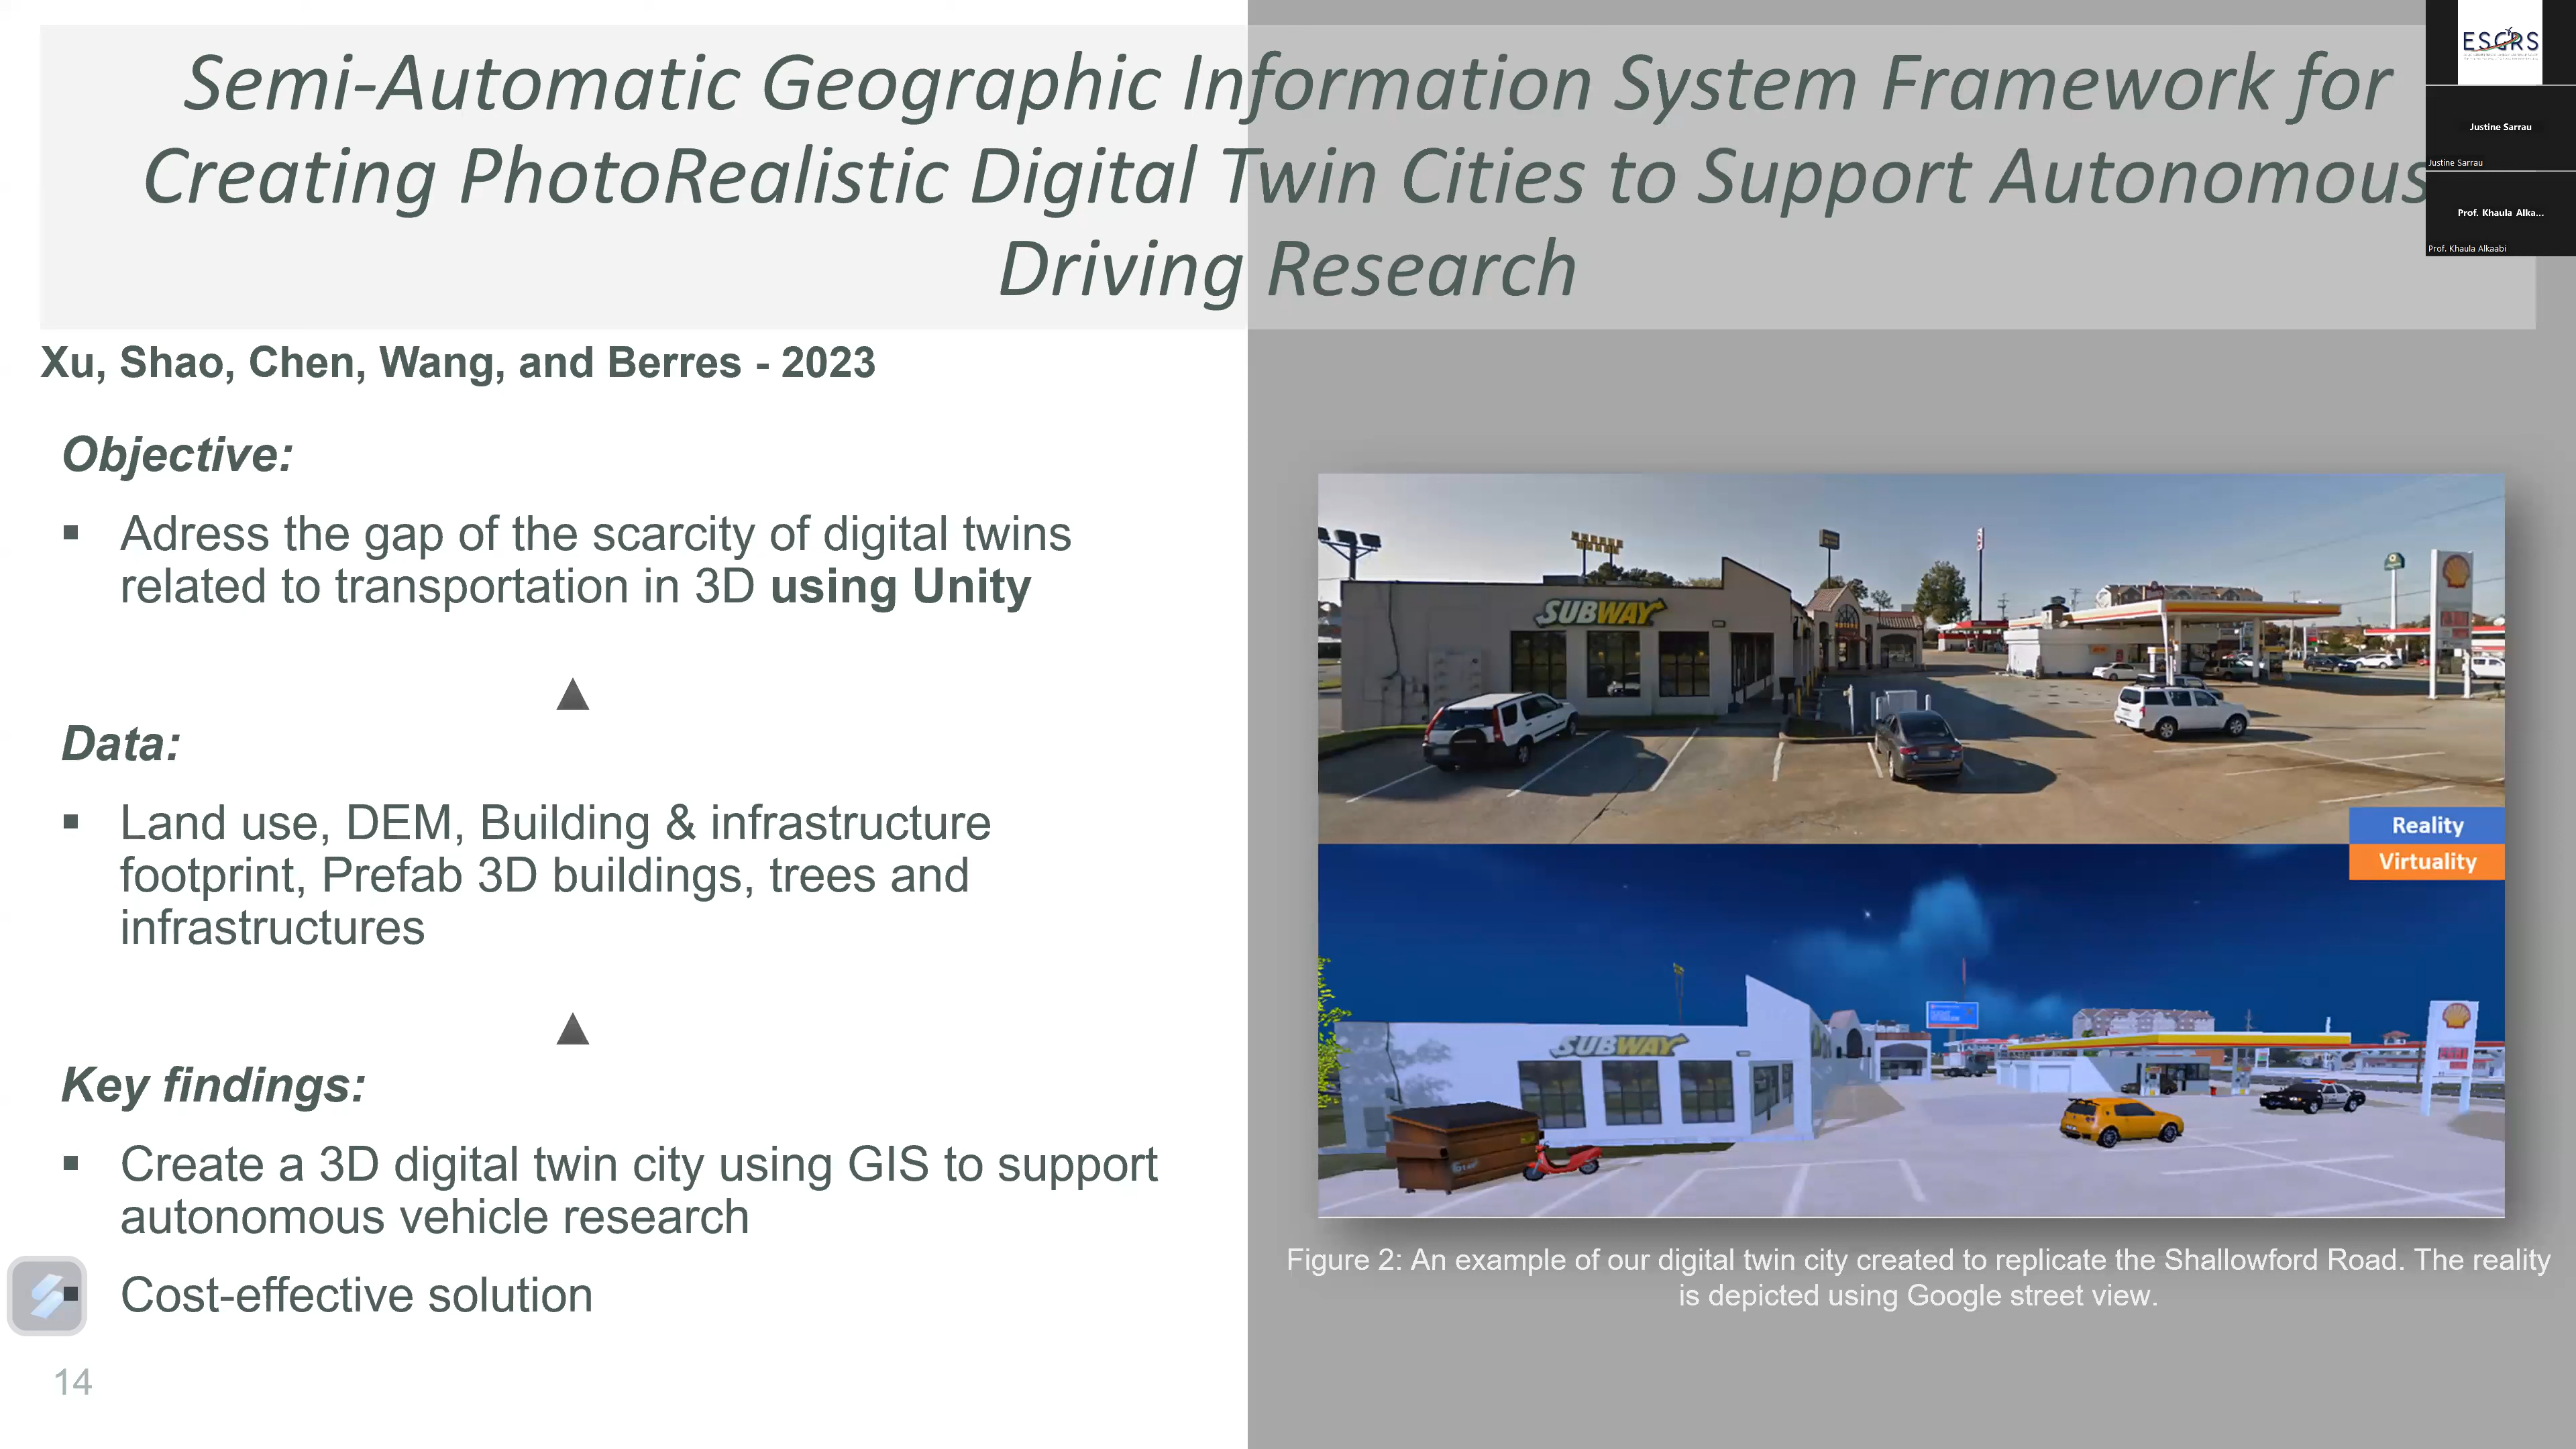 Semi-Automatic Geographic Information System Framework for
Creating PhotoRealistic Digital Twin Cities to Support Autonomous
Driving Research
ESGRS
Justine Sarrau
Justine Sarrau
Prof. Khaula Alka...
Prof. Khaula Alkaabi
Xu, Shao, Chen, Wang, and Berres - 2023
Objective:
▪ Adress the gap of the scarcity of digital twins
related to transportation in 3D using Unity
Data:
▪ Land use, DEM, Building & infrastructure
footprint, Prefab 3D buildings, trees and
infrastructures
Key findings:
▪ Create a 3D digital twin city using GIS to support
autonomous vehicle research
▪ Cost-effective solution
14
SUBWAY
Reality
Virtuality
SUBWAY
Figure 2: An example of our digital twin city created to replicate the Shallowford Road. The reality
is depicted using Google street view.